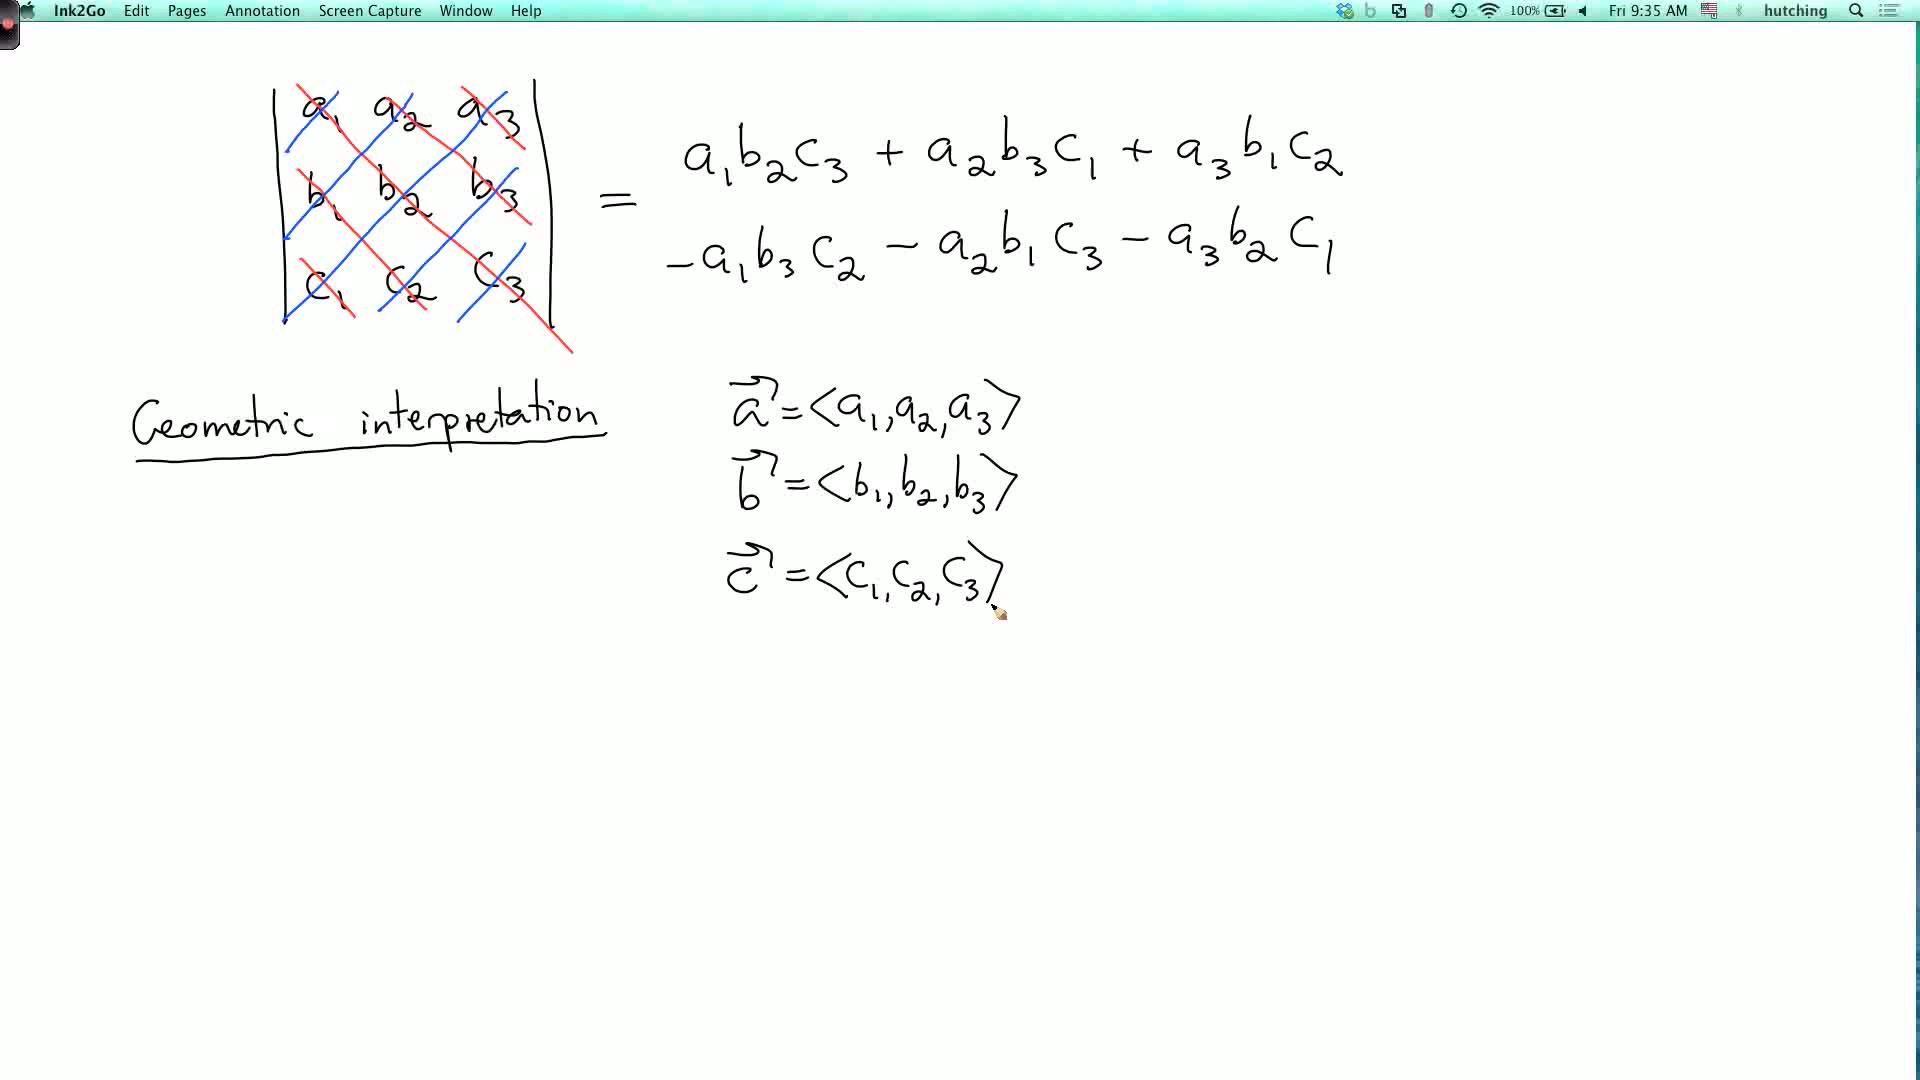 Ink2Go Edit Pages Annotation Screen Capture Window Help 100% Fri 9:35 AM hutching
| a₁ a₂ a₃ |
| b₁ b₂ b₃ | = a₁b₂c₃ + a₂b₃c₁ + a₃b₁c₂
| c₁ c₂ c₃ | -a₁b₃c₂ - a₂b₁c₃ - a₃b₂c₁
Geometric interpretation
a⃗ = <a₁, a₂, a₃>
b⃗ = <b₁, b₂, b₃>
c⃗ = <c₁, c₂, c₃>